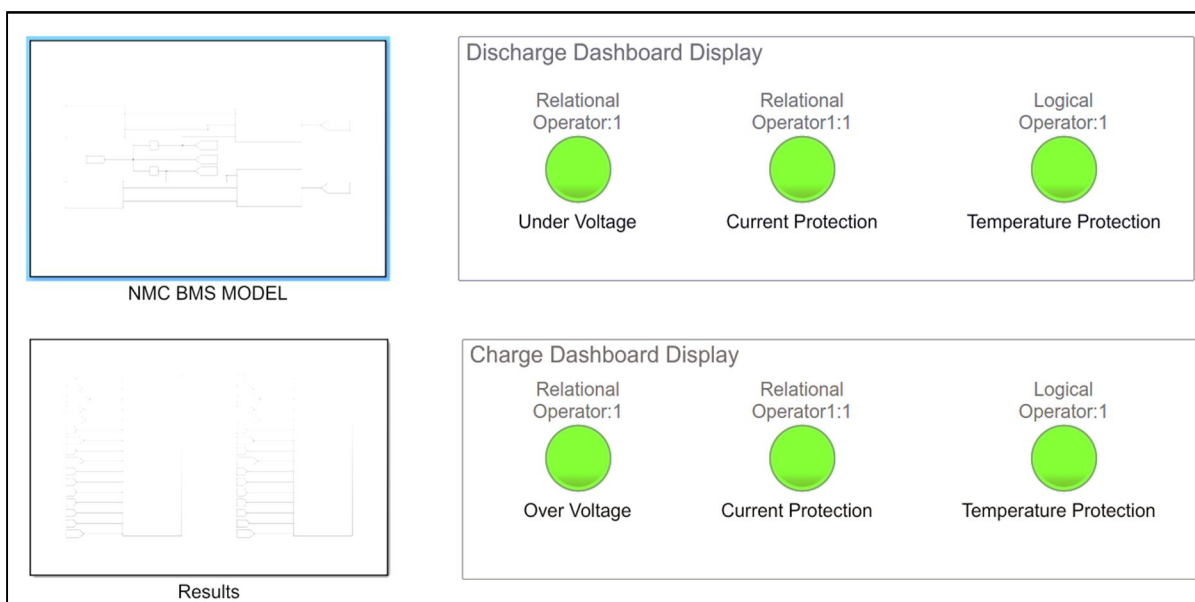 Discharge Dashboard Display
Relational
Operator:1
Relational
Operator1:1
Logical
Operator:1
Under Voltage
Current Protection
Temperature Protection
NMC BMS MODEL
Charge Dashboard Display
Relational
Operator:1
Relational
Operator1:1
Logical
Operator:1
Over Voltage
Current Protection
Temperature Protection
Results